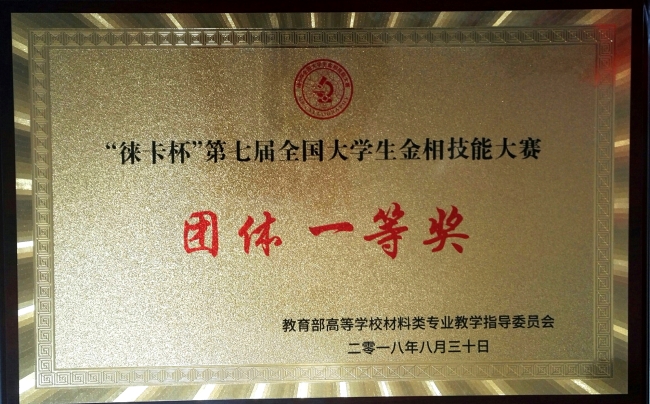 “徕卡杯”第七届全国大学生金相技能大赛
团体 一等奖
教育部高等学校材料类专业教学指导委员会
二零一八年八月三十日